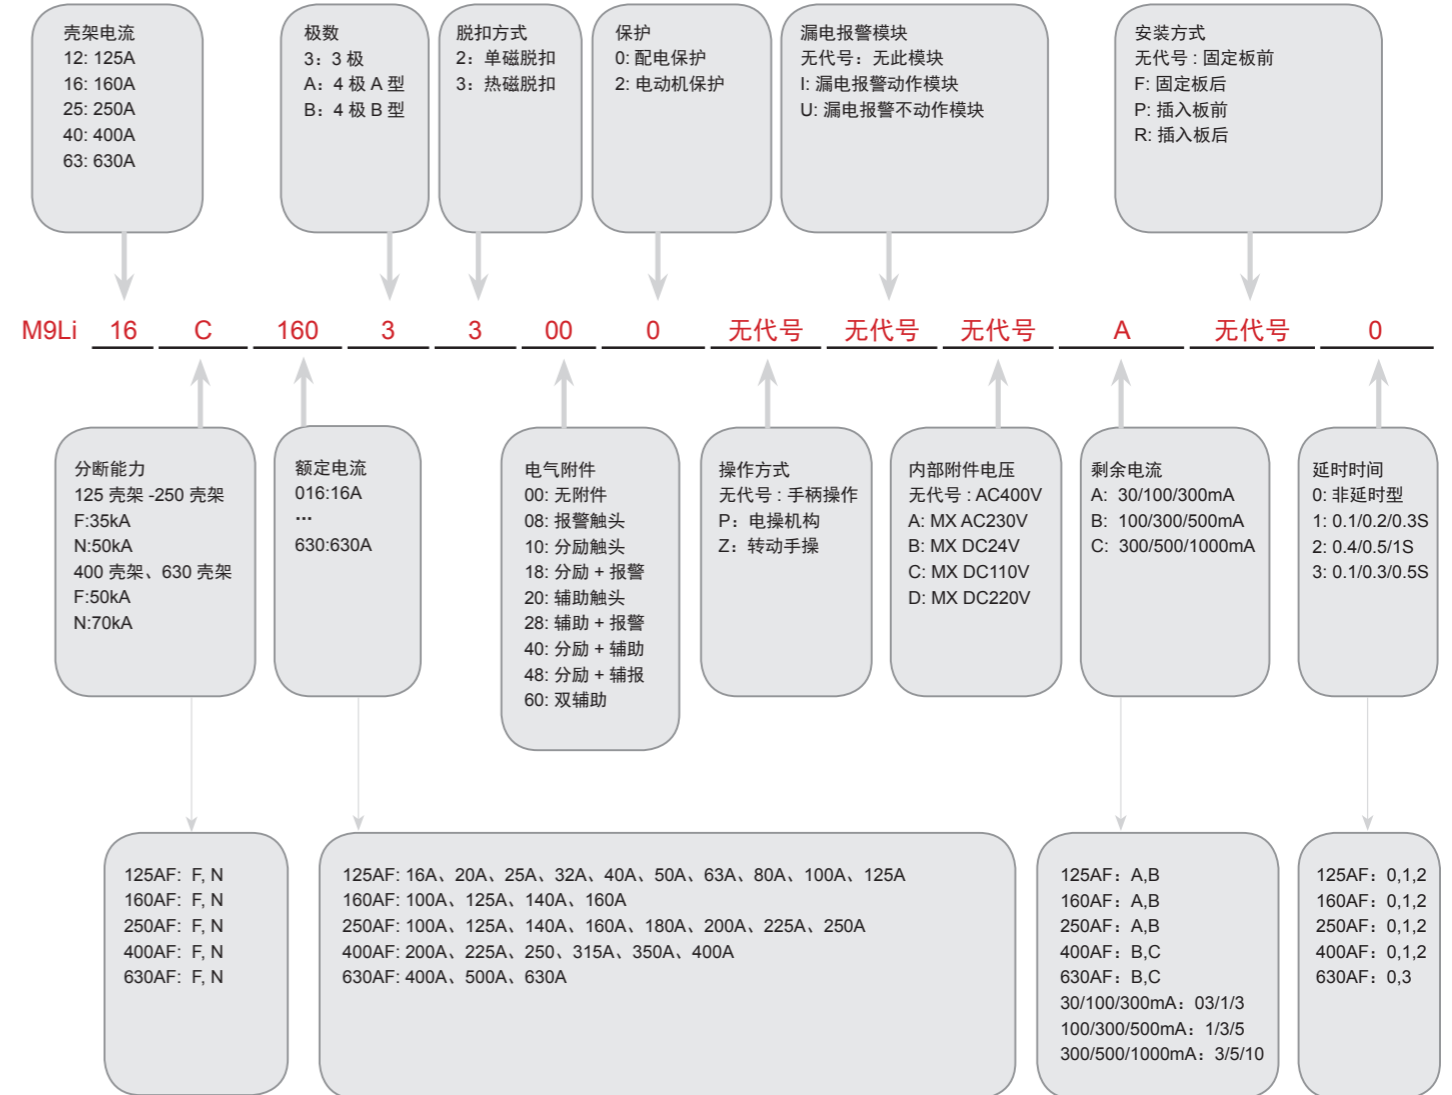 壳架电流
12: 125A
16: 160A
25: 250A
40: 400A
63: 630A
极数
3：3 极
A：4 极 A 型
B：4 极 B 型
脱扣方式
2：单磁脱扣
3：热磁脱扣
保护
0: 配电保护
2: 电动机保护
漏电报警模块
无代号：无此模块
I: 漏电报警动作模块
U: 漏电报警不动作模块
安装方式
无代号 : 固定板前
F: 固定板后
P: 插入板前
R: 插入板后
M9Li 16 C 160 3 3 00 0 无代号 无代号 无代号 A 无代号 0
分断能力
125 壳架 -250 壳架
F:35kA
N:50kA
400 壳架、630 壳架
F:50kA
N:70kA
额定电流
016:16A
...
630:630A
电气附件
00: 无附件
08: 报警触头
10: 分励触头
18: 分励 + 报警
20: 辅助触头
28: 辅助 + 报警
40: 分励 + 辅助
48: 分励 + 辅报
60: 双辅助
操作方式
无代号 : 手柄操作
P：电操机构
Z：转动手操
内部附件电压
无代号 : AC400V
A: MX AC230V
B: MX DC24V
C: MX DC110V
D: MX DC220V
剩余电流
A: 30/100/300mA
B: 100/300/500mA
C: 300/500/1000mA
延时时间
0: 非延时型
1: 0.1/0.2/0.3S
2: 0.4/0.5/1S
3: 0.1/0.3/0.5S
125AF: F, N
160AF: F, N
250AF: F, N
400AF: F, N
630AF: F, N
125AF: 16A、20A、25A、32A、40A、50A、63A、80A、100A、125A
160AF: 100A、125A、140A、160A
250AF: 100A、125A、140A、160A、180A、200A、225A、250A
400AF: 200A、225A、250、315A、350A、400A
630AF: 400A、500A、630A
125AF：A,B
160AF：A,B
250AF：A,B
400AF：B,C
630AF：B,C
30/100/300mA：03/1/3
100/300/500mA：1/3/5
300/500/1000mA：3/5/10
125AF：0,1,2
160AF：0,1,2
250AF：0,1,2
400AF：0,1,2
630AF：0,3